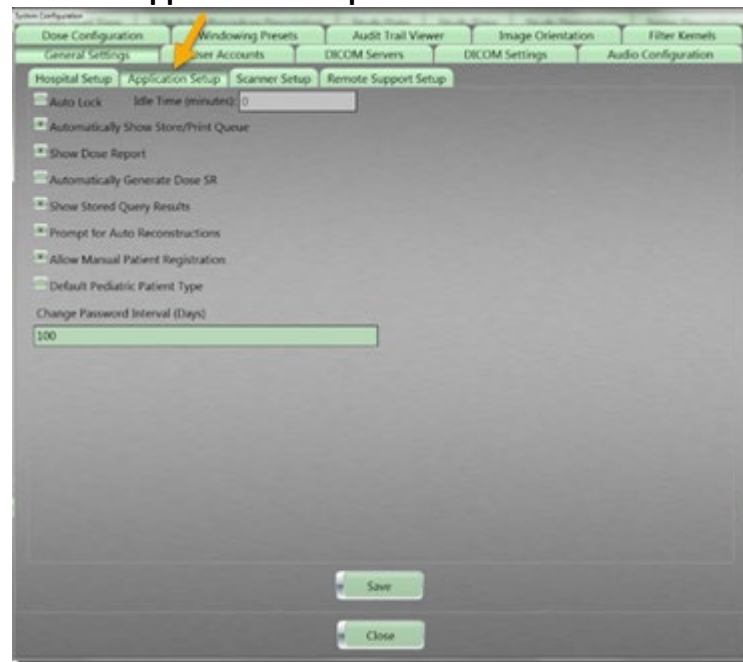 System Configuration
Dose Configuration Windowing Presets Audit Trail Viewer Image Orientation Filter Kernels
General Settings User Accounts DICOM Servers DICOM Settings Audio Configuration
Hospital Setup Application Setup Scanner Setup Remote Support Setup
Auto Lock Idle Time (minutes): 0
Automatically Show Store/Print Queue
Show Dose Report
Automatically Generate Dose SR
Show Stored Query Results
Prompt for Auto Reconstructions
Allow Manual Patient Registration
Default Pediatric Patient Type
Change Password Interval (Days)
100
Save
Close